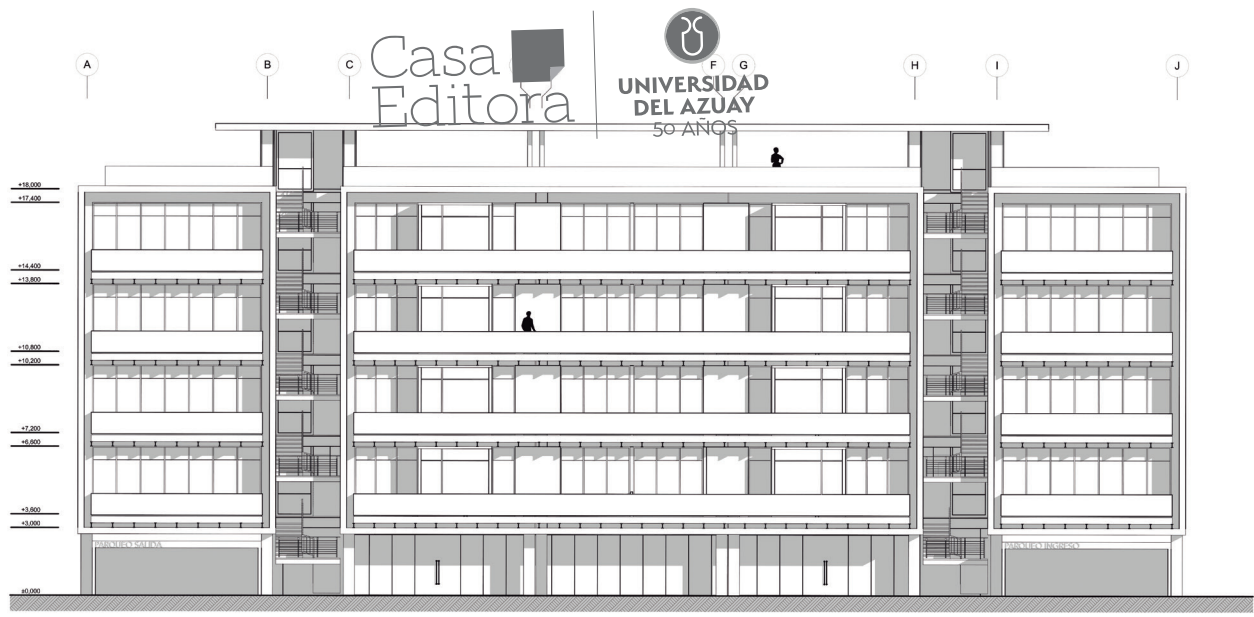 Casa
Editora
UNIVERSIDAD
DEL AZUAY
50 AÑOS
A B C F G H I J
+18,000
+17,400
+14,400
+13,800
+10,800
+10,200
+7,200
+6,600
+3,600
+3,000
PARQUEO SALIDA
PARQUEO INGRESO
±0,000